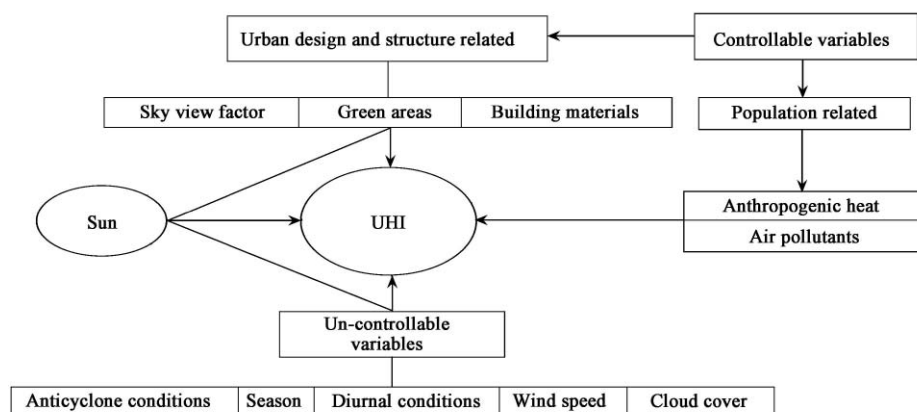 Urban design and structure related
Controllable variables
Sky view factor
Green areas
Building materials
Population related
Sun
UHI
Anthropogenic heat
Air pollutants
Un-controllable
variables
Anticyclone conditions
Season
Diurnal conditions
Wind speed
Cloud cover